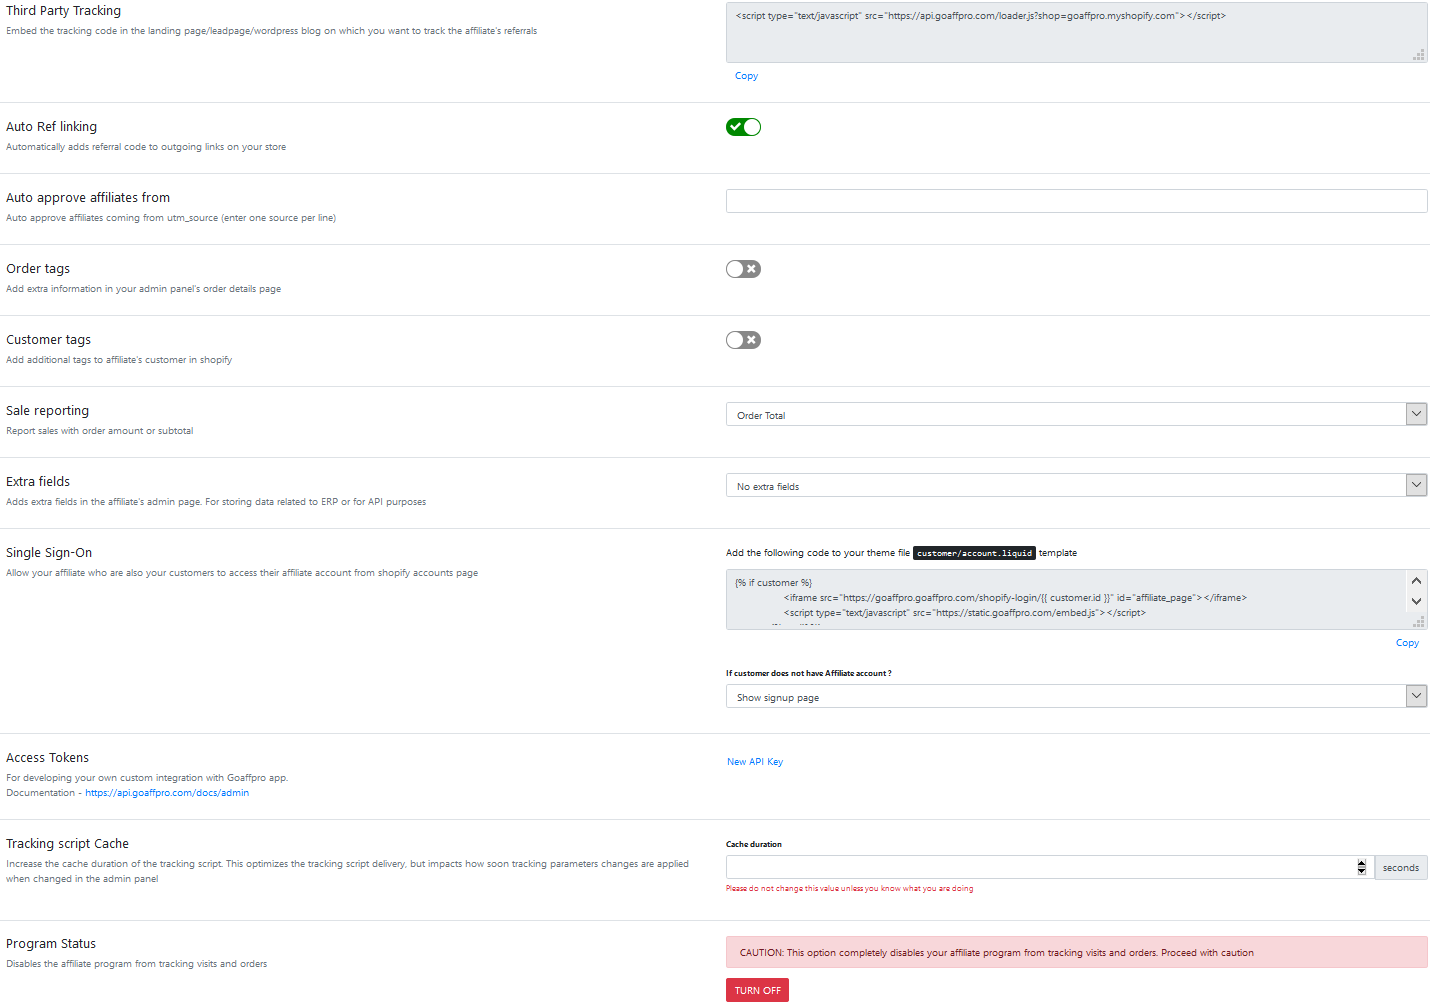 Third Party Tracking
Embed the tracking code in the landing page/leadpage/wordpress blog on which you want to track the affiliate's referrals
<script type="text/javascript" src="https://api.goaffpro.com/loader.js?shop=goaffpro.myshopify.com"></script>
Copy
Auto Ref linking
Automatically adds referral code to outgoing links on your store
Auto approve affiliates from
Auto approve affiliates coming from utm_source (enter one source per line)
Order tags
Add extra information in your admin panel's order details page
Customer tags
Add additional tags to affiliate's customer in shopify
Sale reporting
Report sales with order amount or subtotal
Order Total
Extra fields
Adds extra fields in the affiliate's admin page. For storing data related to ERP or for API purposes
No extra fields
Single Sign-On
Allow your affiliate who are also your customers to access their affiliate account from shopify accounts page
Add the following code to your theme file customer/account.liquid template
{% if customer %}
<iframe src="https://goaffpro.goaffpro.com/shopify-login/{{ customer.id }}" id="affiliate_page"></iframe>
<script type="text/javascript" src="https://static.goaffpro.com/embed.js"></script>
Copy
If customer does not have Affiliate account ?
Show signup page
Access Tokens
For developing your own custom integration with Goaffpro app.
Documentation - https://api.goaffpro.com/docs/admin
New API Key
Tracking script Cache
Increase the cache duration of the tracking script. This optimizes the tracking script delivery, but impacts how soon tracking parameters changes are applied
when changed in the admin panel
Cache duration
seconds
Please do not change this value unless you know what you are doing
Program Status
Disables the affiliate program from tracking visits and orders
CAUTION: This option completely disables your affiliate program from tracking visits and orders. Proceed with caution
TURN OFF